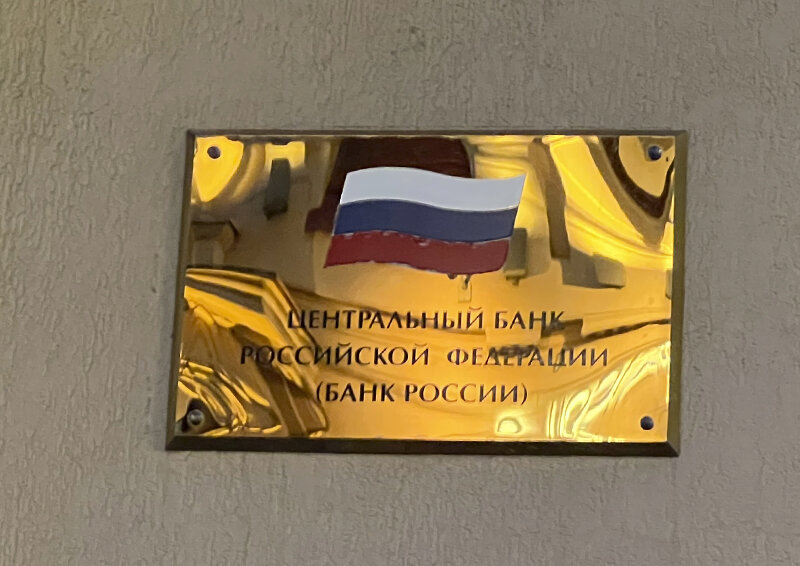 ЦЕНТРАЛЬНЫЙ БАНК
РОССИЙСКОЙ ФЕДЕРАЦИИ
(БАНК РОССИИ)